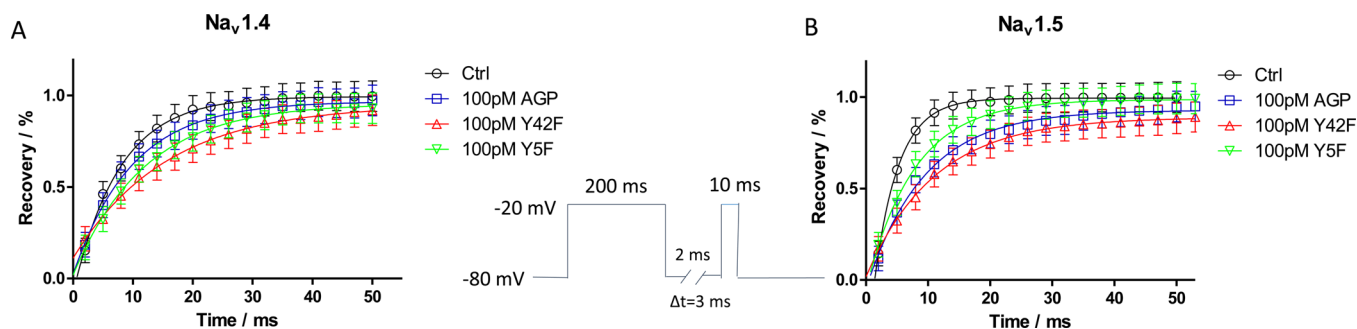 A
Nav1.4
Recovery / %
1.0
0.5
0.0
0
10
20
30
40
50
Time / ms
Ctrl
100pM AGP
100pM Y42F
100pM Y5F
200 ms
10 ms
-20 mV
2 ms
-80 mV
Δt=3 ms
B
Nav1.5
Recovery / %
1.0
0.5
0.0
0
10
20
30
40
50
Time / ms
Ctrl
100pM AGP
100pM Y42F
100pM Y5F